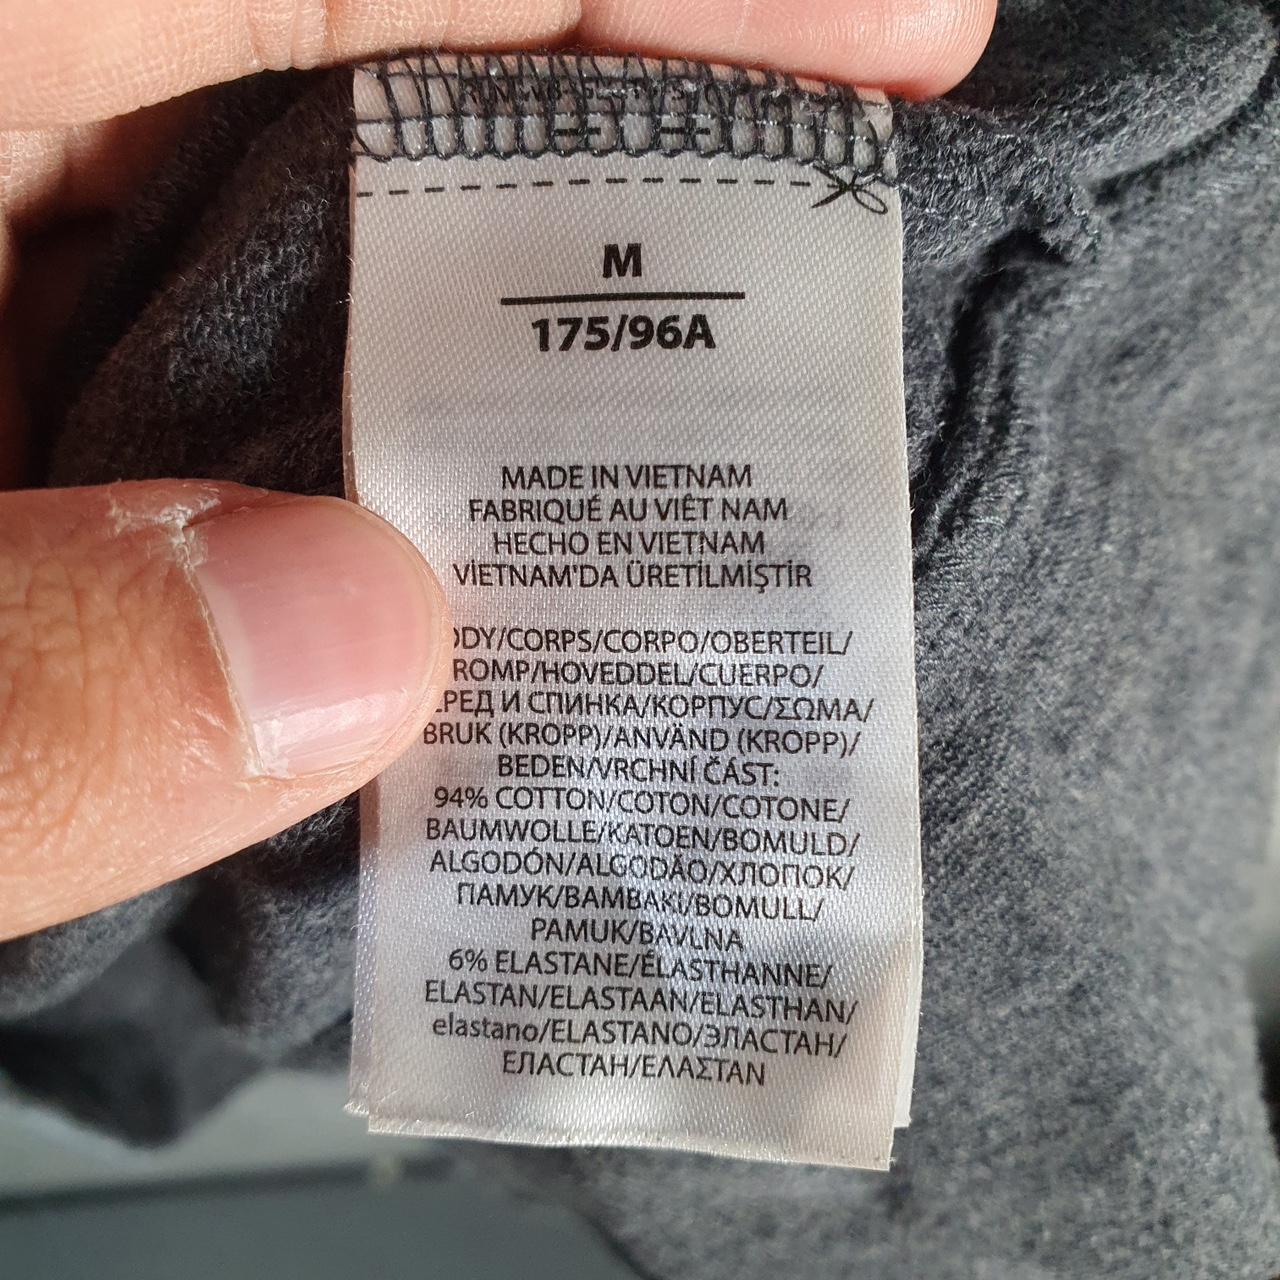 M
175/96A
MADE IN VIETNAM
FABRIQUÉ AU VIÊT NAM
HECHO EN VIETNAM
VİETNAM'DA ÜRETİLMİŞTİR
ODY/CORPS/CORPO/OBERTEIL/
ROMP/HOVEDDEL/CUERPO/
РЕД И СПИНКА/КОРПУС/ΣΩΜΑ/
BRUK (KROPP)/ANVÄND (KROPP)/
BEDEN/VRCHNÍ ČÁST:
94% COTTON/COTON/COTONE/
BAUMWOLLE/KATOEN/BOMULD/
ALGODÓN/ALGODÃO/ХЛОПОК/
ПАМУК/ΒΑΜΒΑΚΙ/BOMULL/
PAMUK/BAVLNA
6% ELASTANE/ÉLASTHANNE/
ELASTAN/ELASTAAN/ELASTHAN/
elastano/ELASTANO/ЭЛАСТАН/
ЕЛАСТАН/ΕΛΑΣΤΑΝ